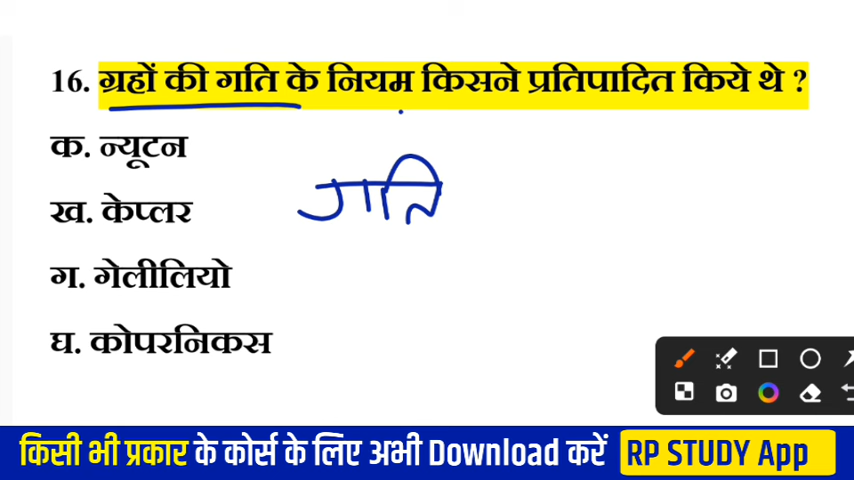 16. ग्रहों की गति के नियम किसने प्रतिपादित किये थे ?
क. न्यूटन
गति
ख. केप्लर
ग. गेलीलियो
घ. कोपरनिकस
किसी भी प्रकार के कोर्स के लिए अभी Download करें RP STUDY App